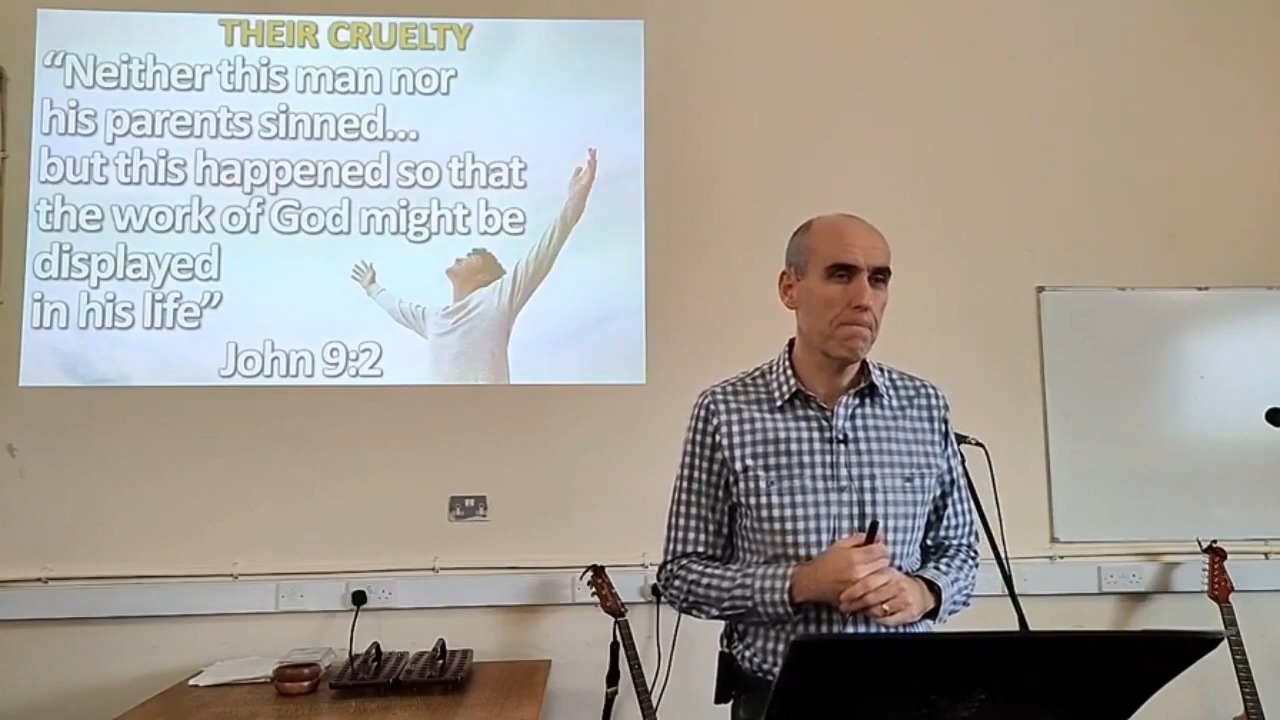 THEIR CRUELTY
“Neither this man nor
his parents sinned...
but this happened so that
the work of God might be
displayed
in his life”
John 9:2